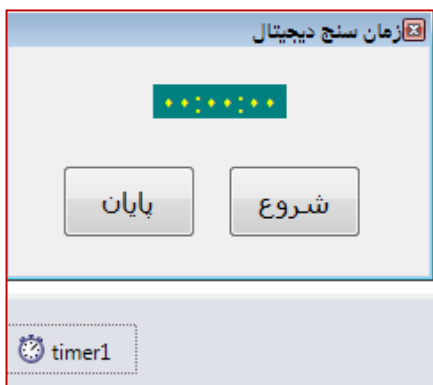 زمان سنج دیجیتال
۰۰:۰۰:۰۰
شروع
پایان
timer1